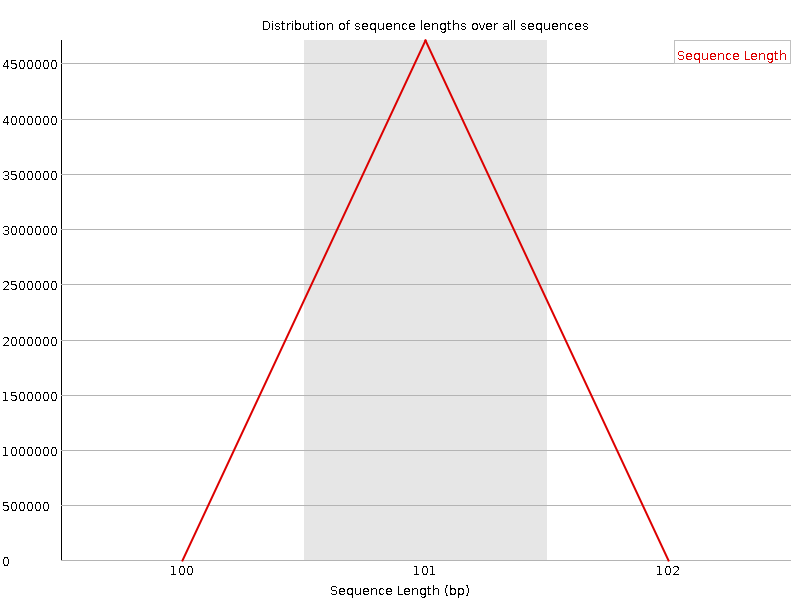 Distribution of sequence lengths over all sequences
Sequence Length
4500000
4000000
3500000
3000000
2500000
2000000
1500000
1000000
500000
0
100 101 102
Sequence Length (bp)